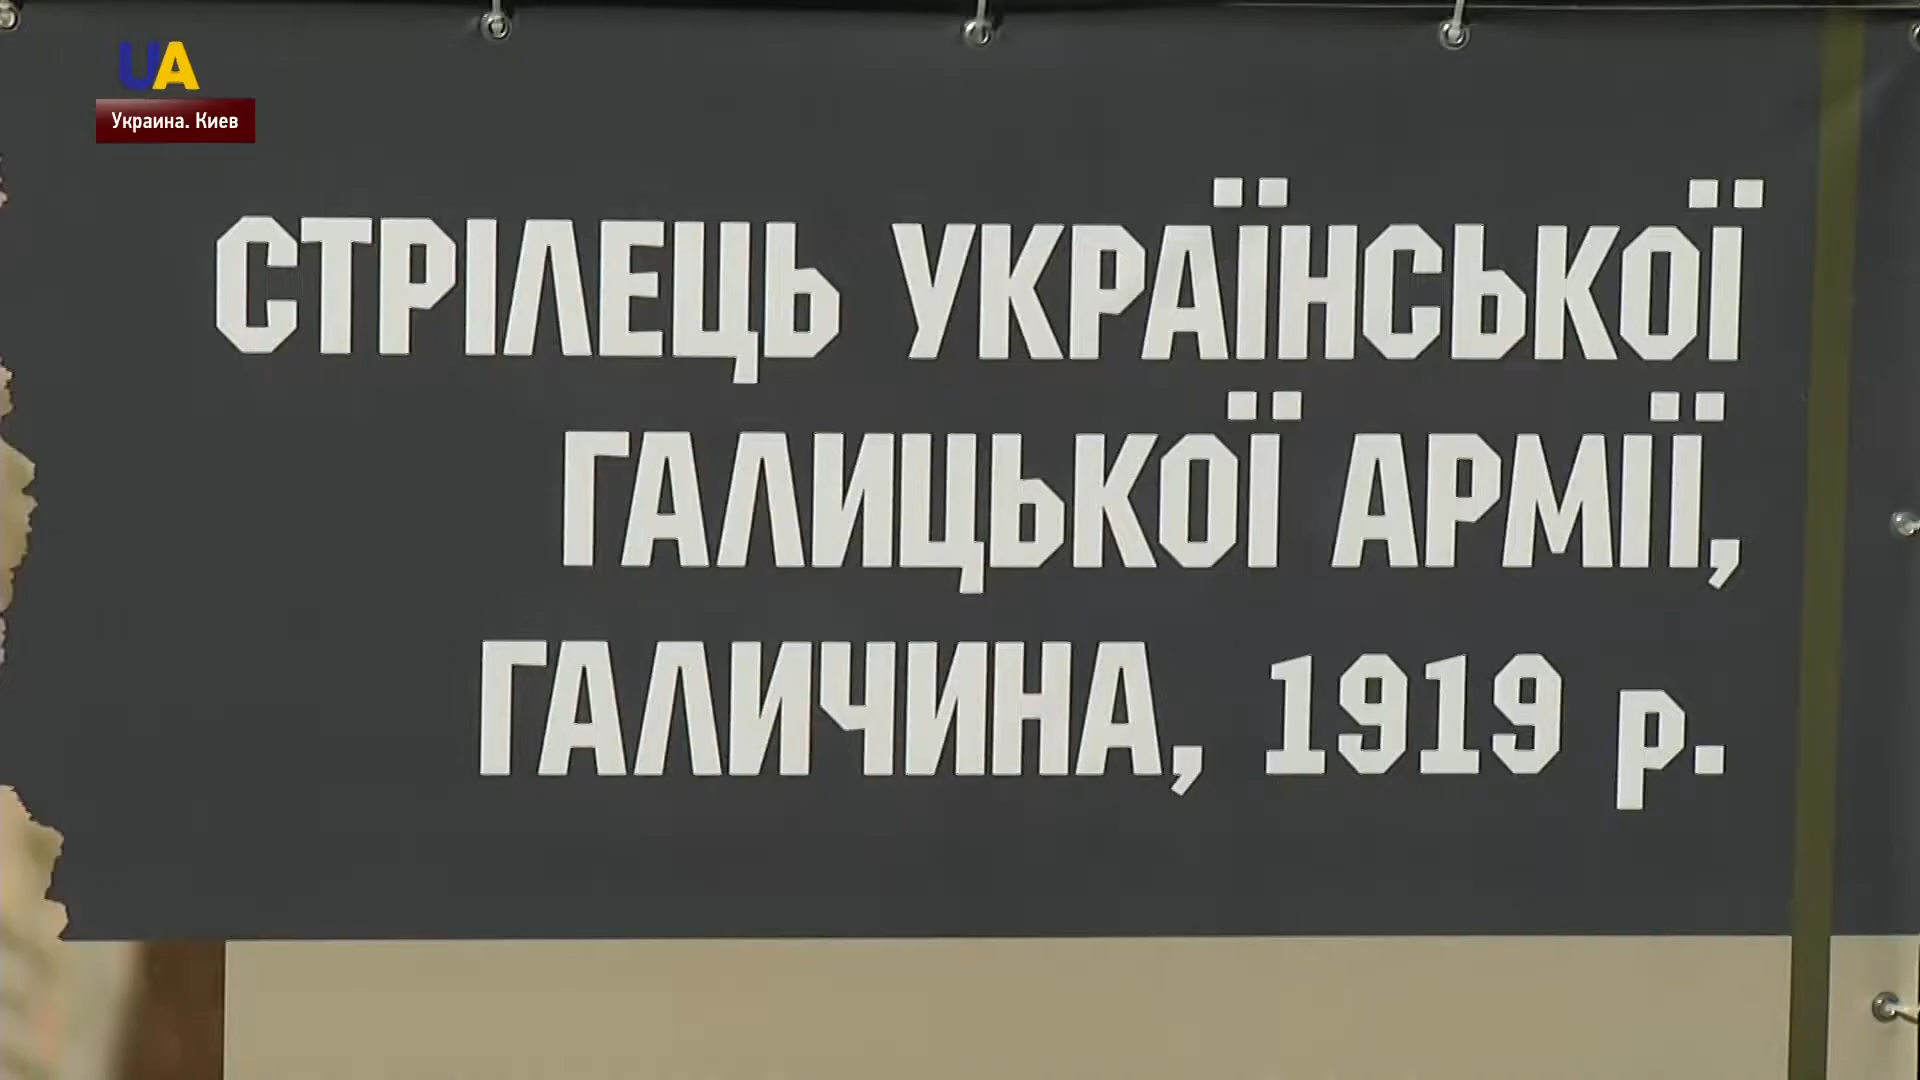 UA
Украина. Киев
СТРІЛЕЦЬ УКРАЇНСЬКОЇ
ГАЛИЦЬКОЇ АРМІЇ,
ГАЛИЧИНА, 1919 р.